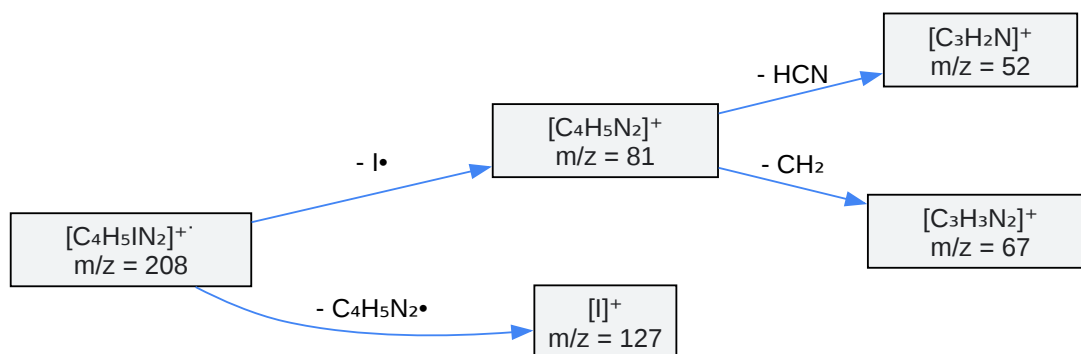 [C₃H₂N]⁺
m/z = 52
- HCN
[C₄H₅N₂]⁺
m/z = 81
- I•
- CH₂
[C₃H₃N₂]⁺
m/z = 67
[C₄H₅IN₂]⁺˙
m/z = 208
- C₄H₅N₂•
[I]⁺
m/z = 127